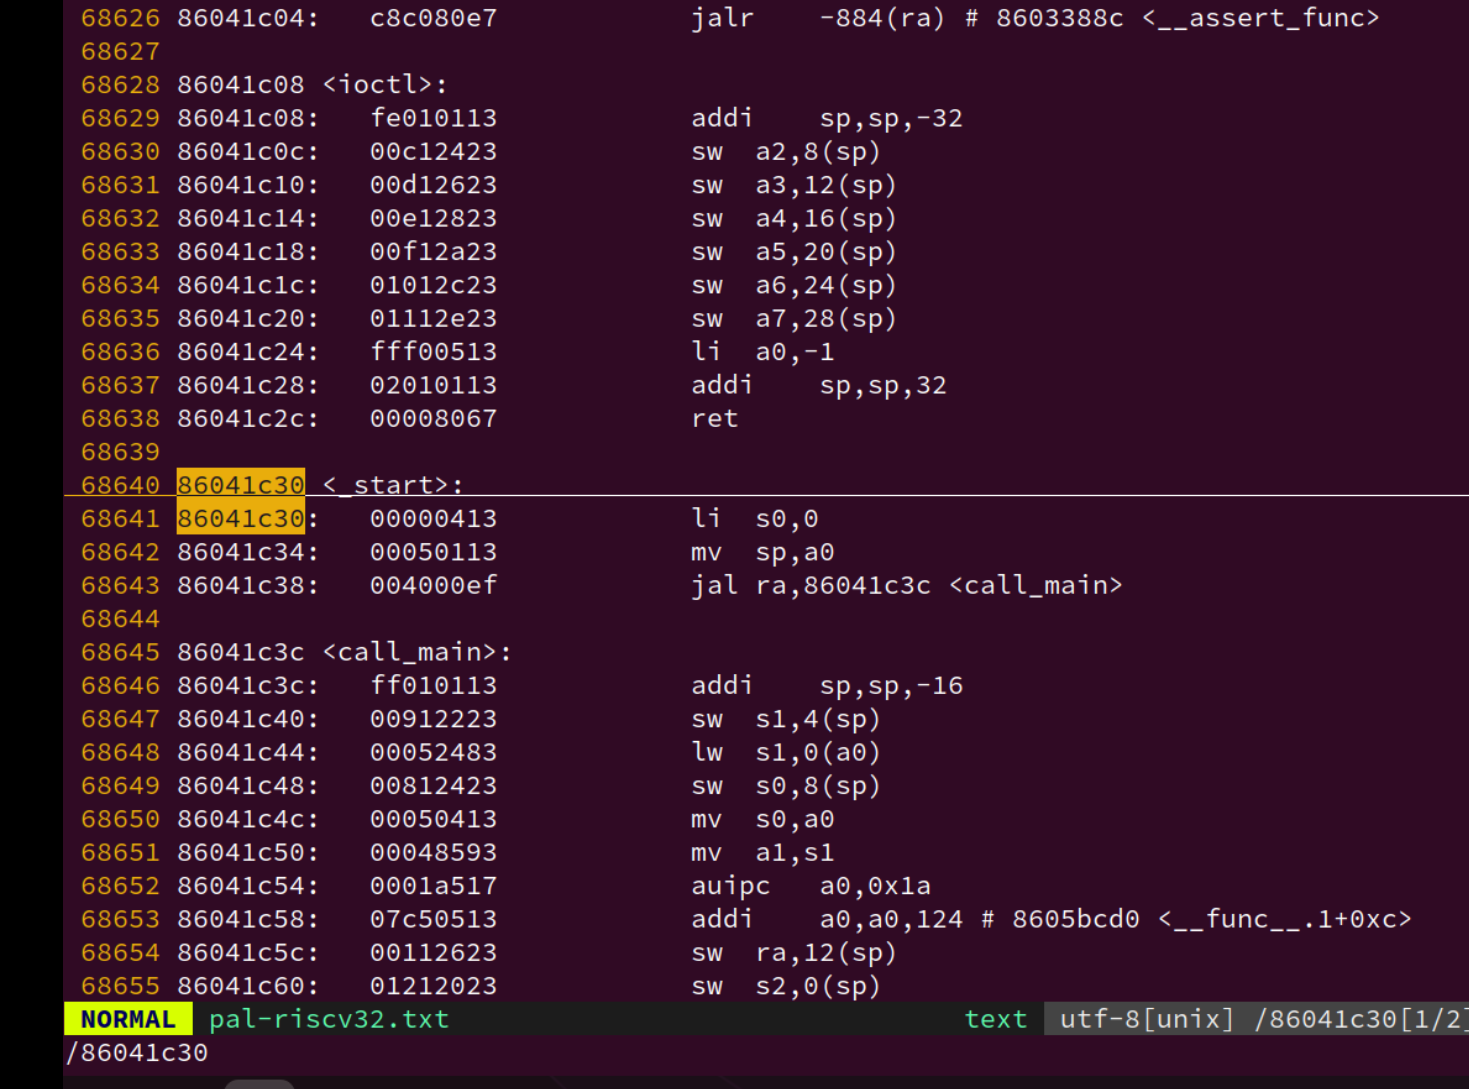 68626 86041c04: c8c080e7 jalr -884(ra) # 8603388c <__assert_func>
68627
68628 86041c08 <ioctl>:
68629 86041c08: fe010113 addi sp,sp,-32
68630 86041c0c: 00c12423 sw a2,8(sp)
68631 86041c10: 00d12623 sw a3,12(sp)
68632 86041c14: 00e12823 sw a4,16(sp)
68633 86041c18: 00f12a23 sw a5,20(sp)
68634 86041c1c: 01012c23 sw a6,24(sp)
68635 86041c20: 01112e23 sw a7,28(sp)
68636 86041c24: fff00513 li a0,-1
68637 86041c28: 02010113 addi sp,sp,32
68638 86041c2c: 00008067 ret
68639
68640 86041c30 <_start>:
68641 86041c30: 00000413 li s0,0
68642 86041c34: 00050113 mv sp,a0
68643 86041c38: 004000ef jal ra,86041c3c <call_main>
68644
68645 86041c3c <call_main>:
68646 86041c3c: ff010113 addi sp,sp,-16
68647 86041c40: 00912223 sw s1,4(sp)
68648 86041c44: 00052483 lw s1,0(a0)
68649 86041c48: 00812423 sw s0,8(sp)
68650 86041c4c: 00050413 mv s0,a0
68651 86041c50: 00048593 mv a1,s1
68652 86041c54: 0001a517 auipc a0,0x1a
68653 86041c58: 07c50513 addi a0,a0,124 # 8605bcd0 <__func__.1+0xc>
68654 86041c5c: 00112623 sw ra,12(sp)
68655 86041c60: 01212023 sw s2,0(sp)
NORMAL pal-riscv32.txt text utf-8[unix] /86041c30[1/2]
/86041c30